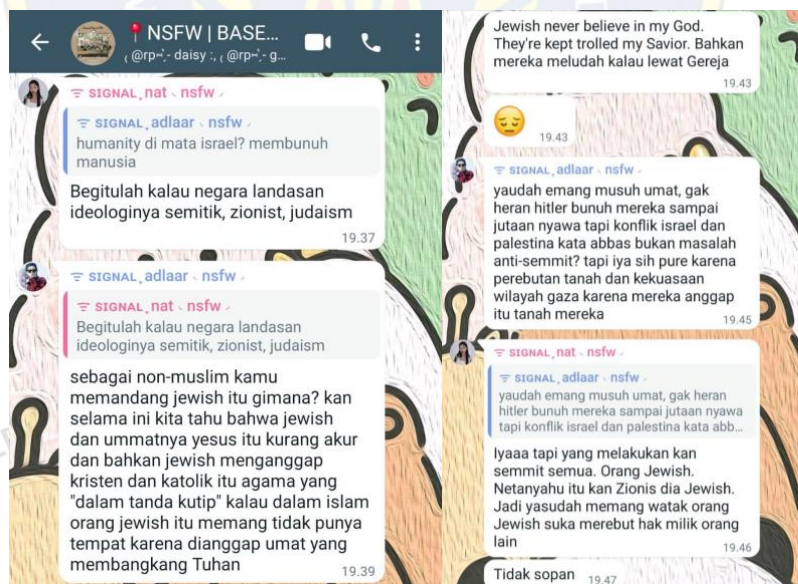 NSFW | BASE...
@rp - daisy :, @rp - g...
SIGNAL nat nsfw
SIGNAL adlaar nsfw
humanity di mata israel? membunuh
manusia
Begitulah kalau negara landasan
ideologinya semitik, zionist, judaism
19.37
SIGNAL adlaar nsfw
SIGNAL nat nsfw
Begitulah kalau negara landasan
ideologinya semitik, zionist, judaism
sebagai non-muslim kamu
memandang jewish itu gimana? kan
selama ini kita tahu bahwa jewish
dan ummatnya yesus itu kurang akur
dan bahkan jewish menganggap
kristen dan katolik itu agama yang
"dalam tanda kutip" kalau dalam islam
orang jewish itu memang tidak punya
tempat karena dianggap umat yang
membangkang Tuhan
19.39
Jewish never believe in my God.
They're kept trolled my Savior. Bahkan
mereka meludah kalau lewat Gereja
19.43
19.43
SIGNAL adlaar nsfw
yaudah emang musuh umat, gak
heran hitler bunuh mereka sampai
jutaan nyawa tapi konflik israel dan
palestina kata abbas bukan masalah
anti-semmit? tapi iya sih pure karena
perebutan tanah dan kekuasaan
wilayah gaza karena mereka anggap
itu tanah mereka
19.45
SIGNAL nat nsfw
SIGNAL adlaar nsfw
yaudah emang musuh umat, gak heran
hitler bunuh mereka sampai jutaan nyawa
tapi konflik israel dan palestina kata abb...
Iyaaa tapi yang melakukan kan
semmit semua. Orang Jewish.
Netanyahu itu kan Zionis dia Jewish.
Jadi yasudah memang watak orang
Jewish suka merebut hak milik orang
lain
19.46
Tidak sopan
19.47